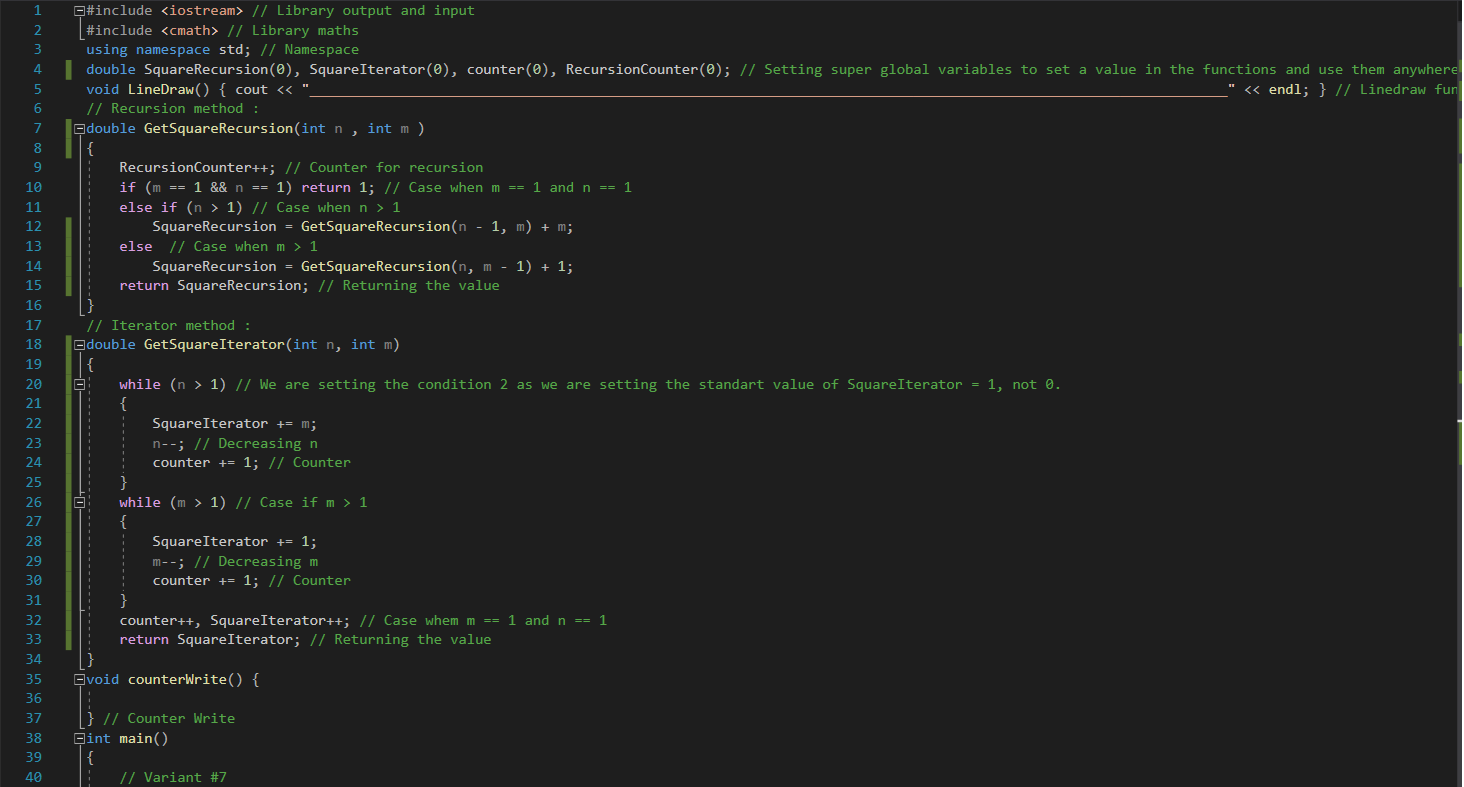 1 #include <iostream> // Library output and input
2 #include <cmath> // Library maths
3 using namespace std; // Namespace
4 double SquareRecursion(0), SquareIterator(0), counter(0), RecursionCounter(0); // Setting super global variables to set a value in the functions and use them anywhere
5 void LineDraw() { cout << "_______________________________________________________________________________________________________________" << endl; } // Linedraw fun
6 // Recursion method :
7 double GetSquareRecursion(int n , int m )
8 {
9 RecursionCounter++; // Counter for recursion
10 if (m == 1 && n == 1) return 1; // Case when m == 1 and n == 1
11 else if (n > 1) // Case when n > 1
12 SquareRecursion = GetSquareRecursion(n - 1, m) + m;
13 else  // Case when m > 1
14 SquareRecursion = GetSquareRecursion(n, m - 1) + 1;
15 return SquareRecursion; // Returning the value
16 }
17 // Iterator method :
18 double GetSquareIterator(int n, int m)
19 {
20 while (n > 1) // We are setting the condition 2 as we are setting the standart value of SquareIterator = 1, not 0.
21 {
22 SquareIterator += m;
23 n--; // Decreasing n
24 counter += 1; // Counter
25 }
26 while (m > 1) // Case if m > 1
27 {
28 SquareIterator += 1;
29 m--; // Decreasing m
30 counter += 1; // Counter
31 }
32 counter++, SquareIterator++; // Case whem m == 1 and n == 1
33 return SquareIterator; // Returning the value
34 }
35 void counterWrite() {
36
37 } // Counter Write
38 int main()
39 {
40 // Variant #7